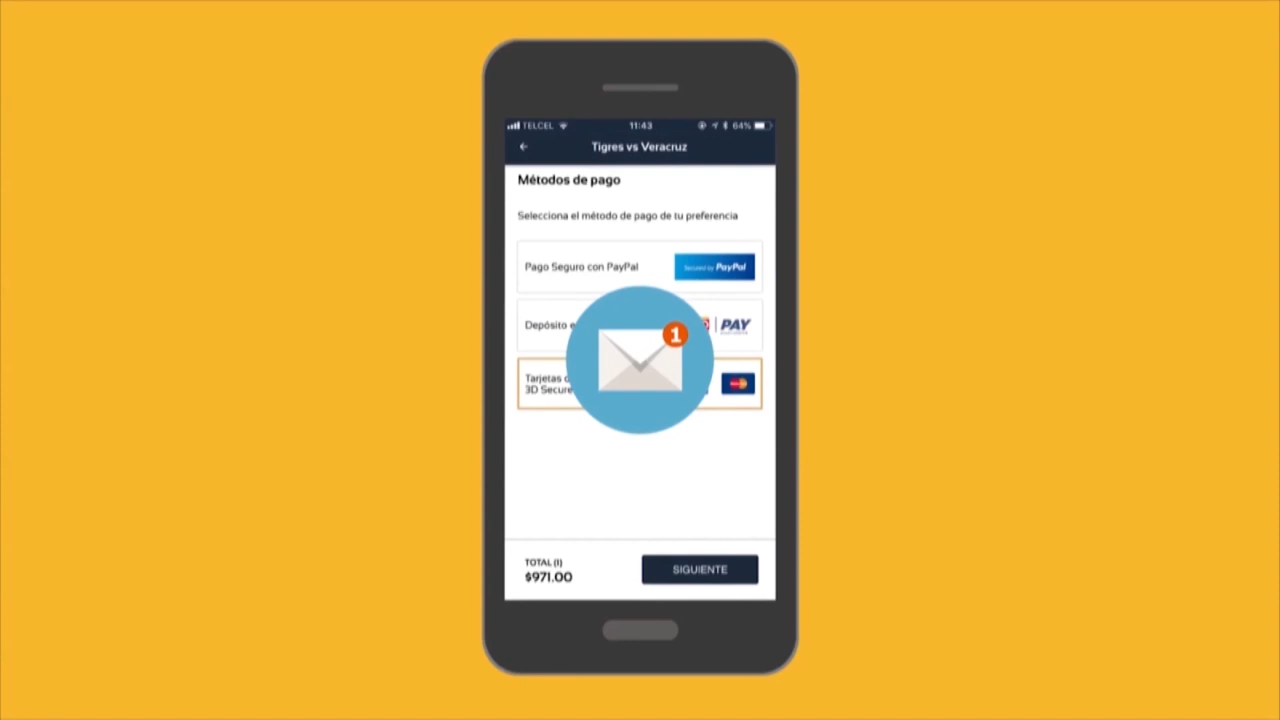 TELCEL 11:43 64%
Tigres vs Veracruz
Métodos de pago
Selecciona el método de pago de tu preferencia
Pago Seguro con PayPal
Secured by PayPal
Depósito
PAY
1
Tarjetas
3D Secure
TOTAL (1)
$971.00
SIGUIENTE